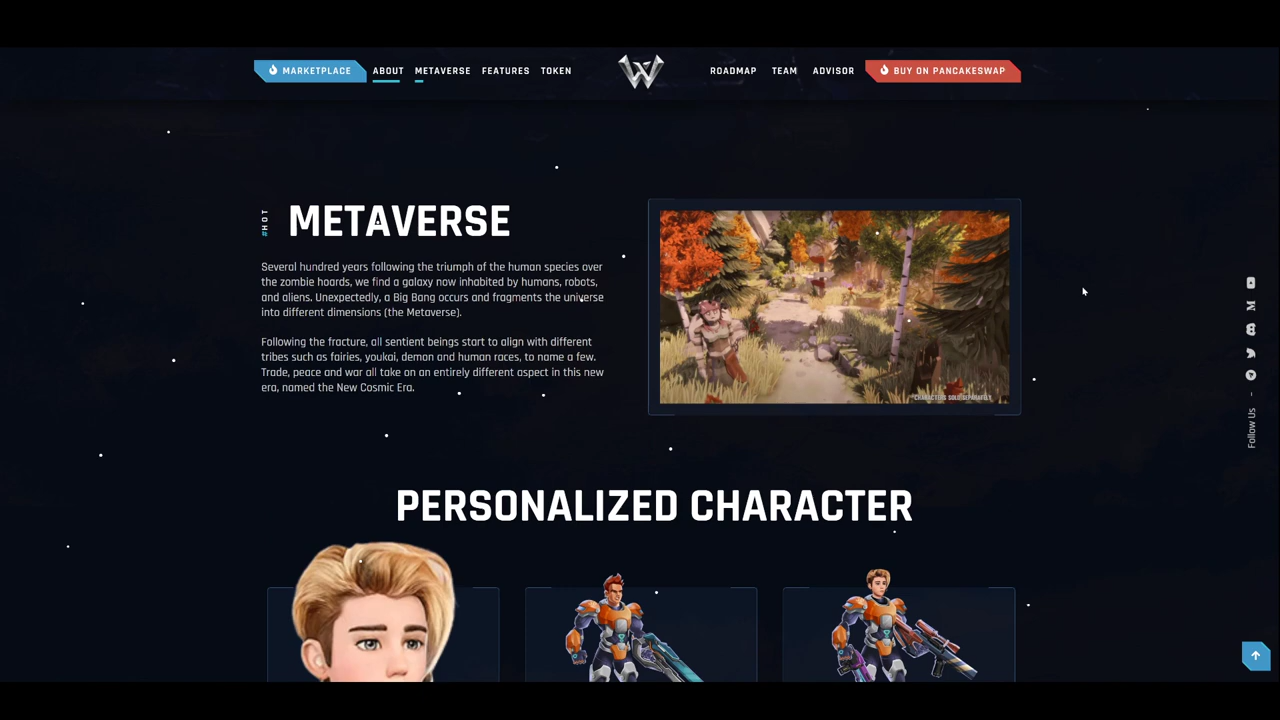 MARKETPLACE ABOUT METAVERSE FEATURES TOKEN W ROADMAP TEAM ADVISOR BUY ON PANCAKESWAP
#HOT
METAVERSE
Several hundred years following the triumph of the human species over
the zombie hoards, we find a galaxy now inhabited by humans, robots,
and aliens. Unexpectedly, a Big Bang occurs and fragments the universe
into different dimensions (the Metaverse).
Following the fracture, all sentient beings start to align with different
tribes such as fairies, youkai, demon and human races, to name a few.
Trade, peace and war all take on an entirely different aspect in this new
era, named the New Cosmic Era.
CHARACTERS SOLD SEPARATELY
Follow Us -
PERSONALIZED CHARACTER